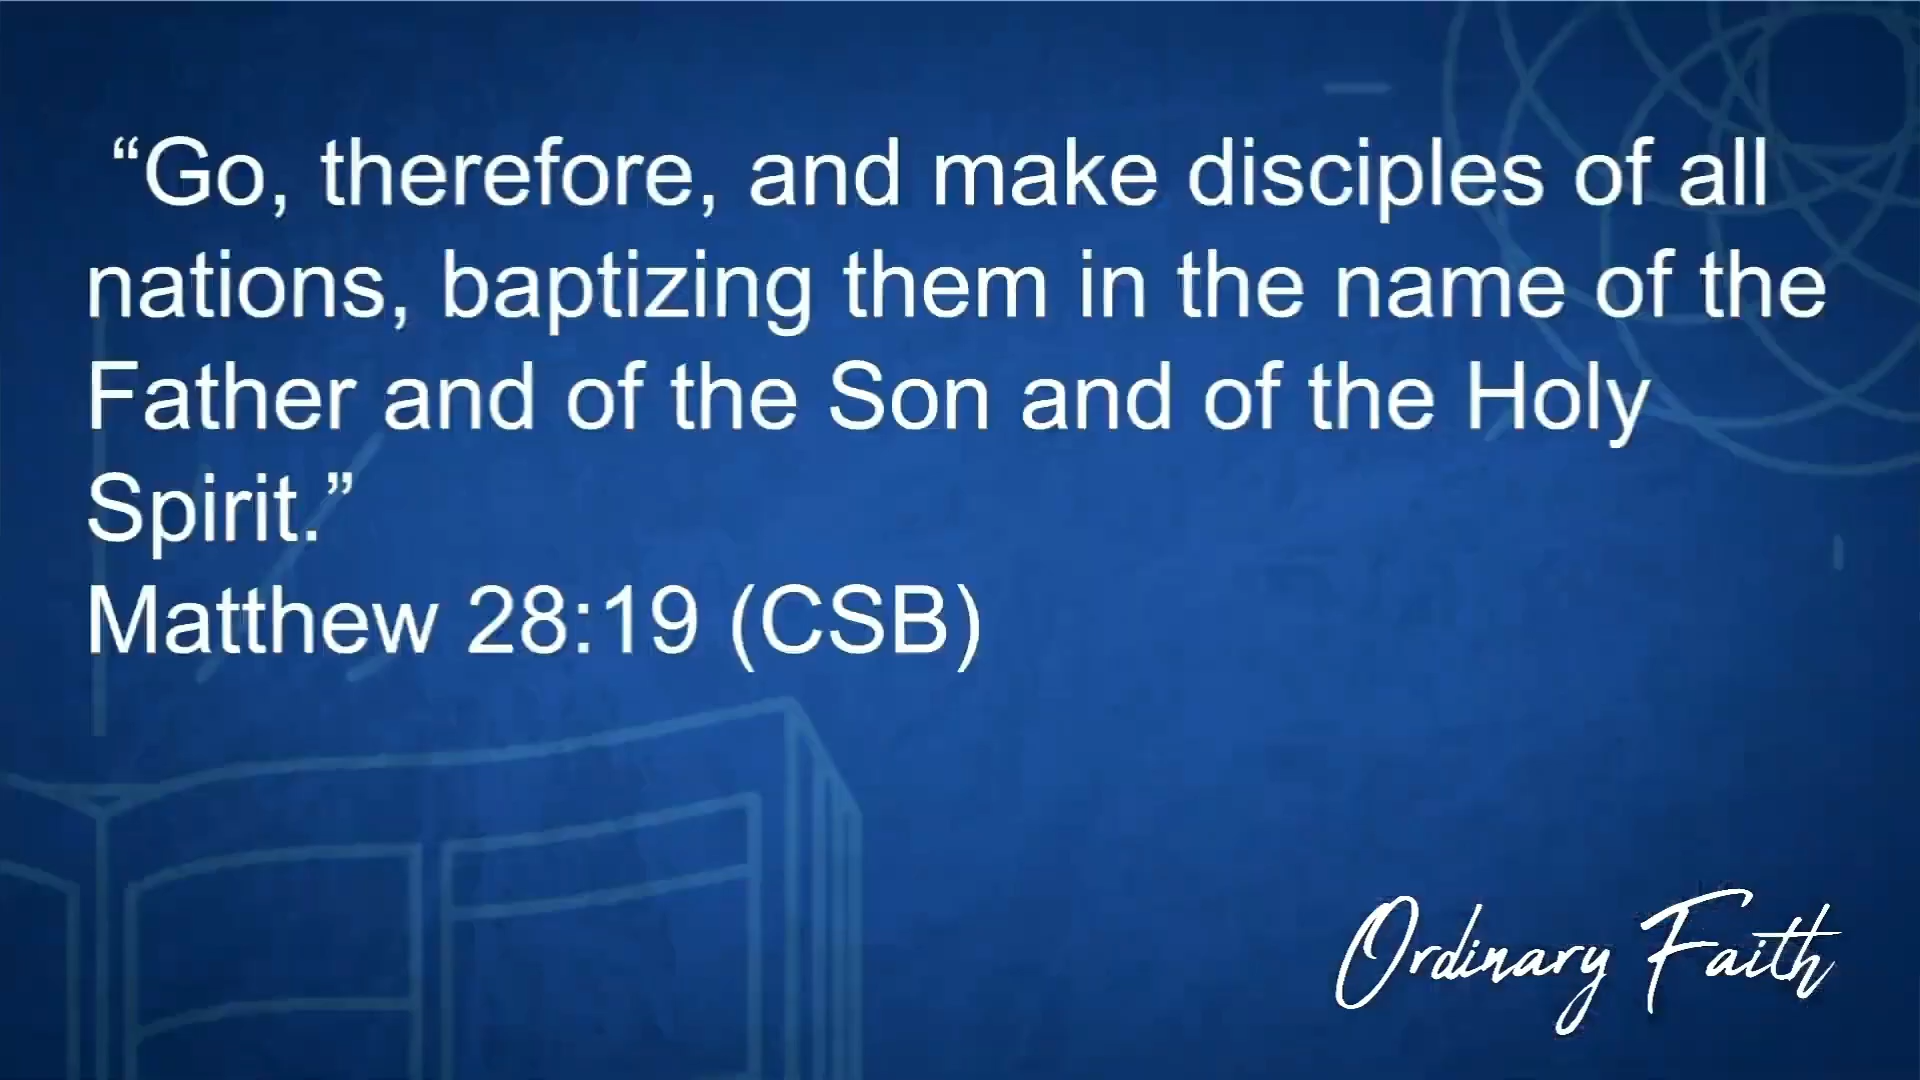 “Go, therefore, and make disciples of all
nations, baptizing them in the name of the
Father and of the Son and of the Holy
Spirit.”
Matthew 28:19 (CSB)
Ordinary Faith